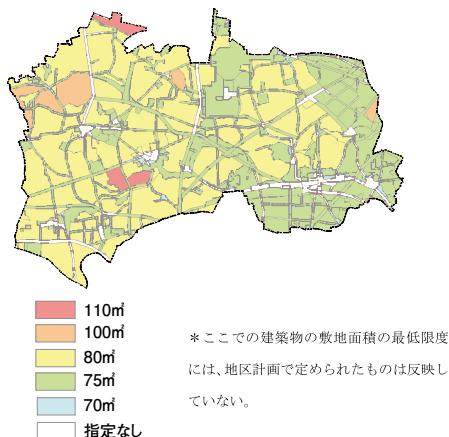 110㎡
100㎡
80㎡
75㎡
70㎡
指定なし
＊ここでの建築物の敷地面積の最低限度
には、地区計画で定められたものは反映し
ていない。